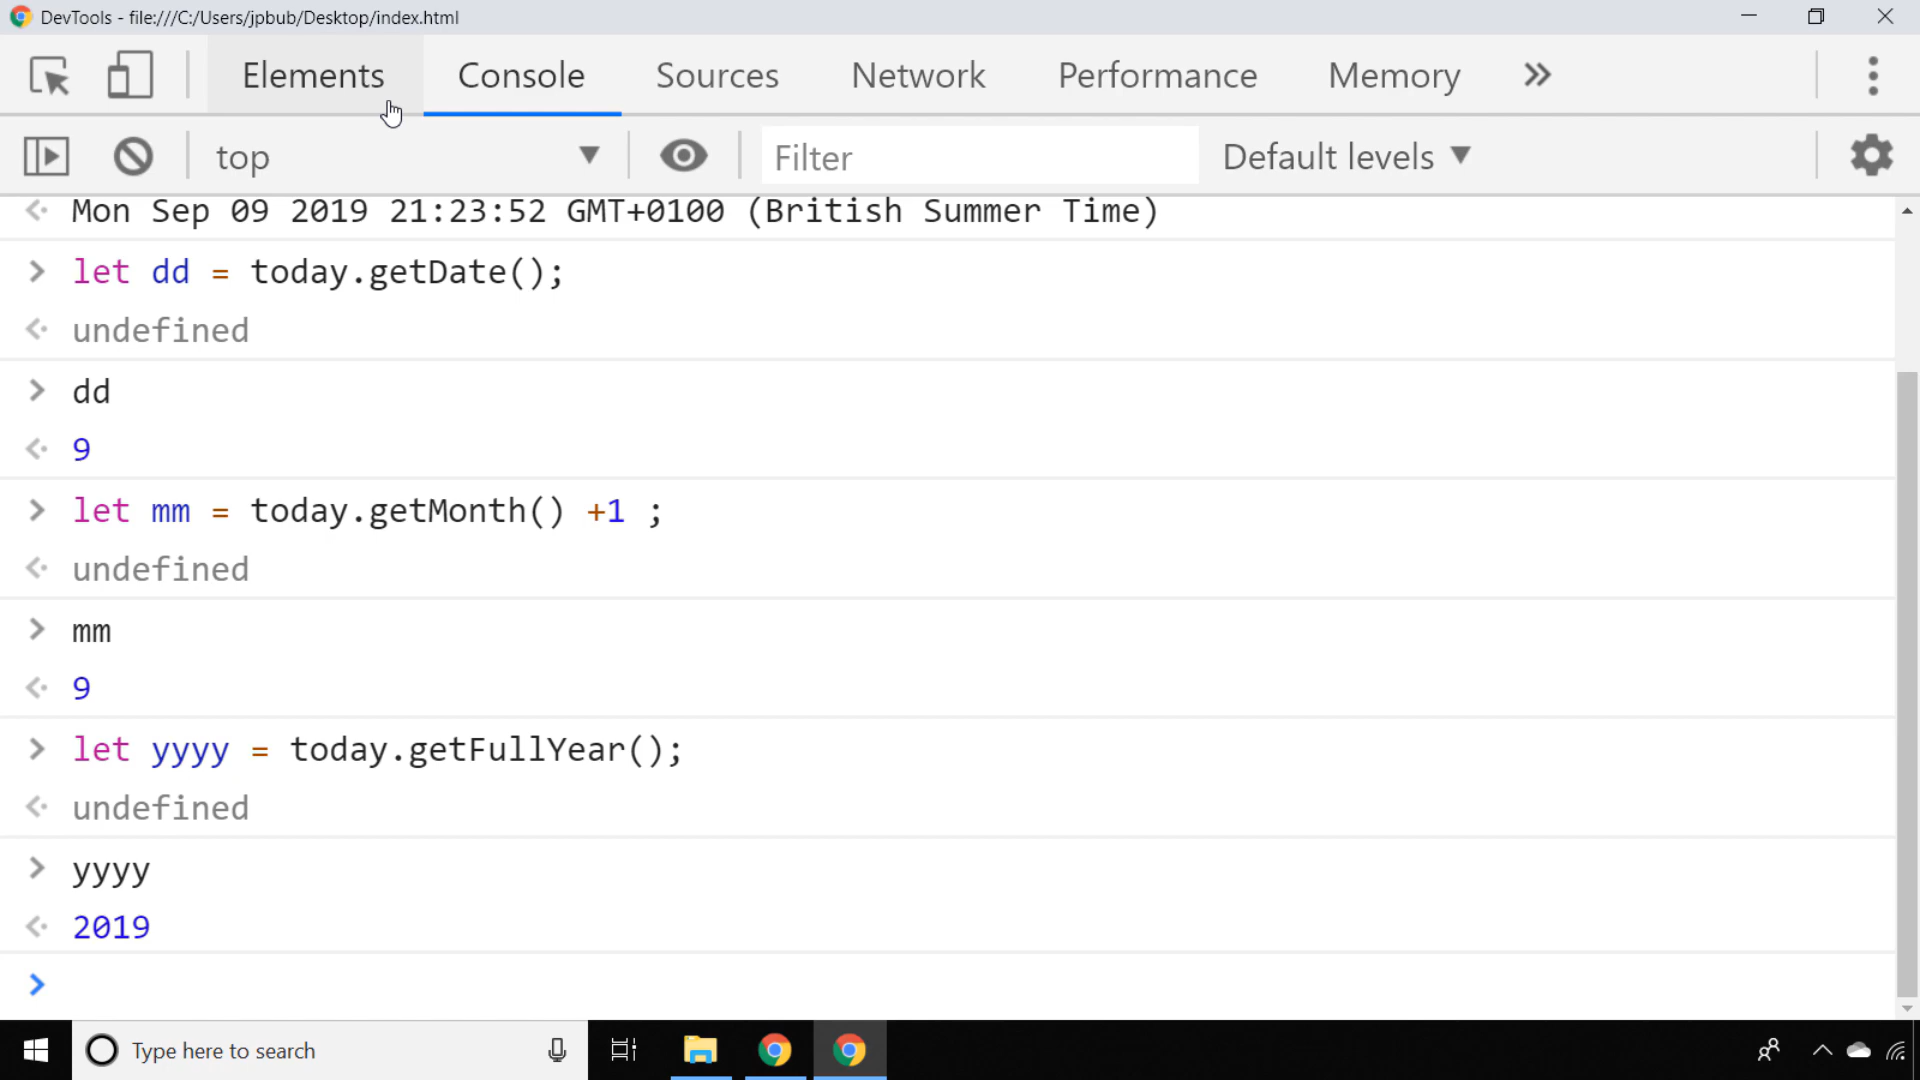 DevTools - file:///C:/Users/jpbub/Desktop/index.html
Elements Console Sources Network Performance Memory »
top Filter Default levels
Mon Sep 09 2019 21:23:52 GMT+0100 (British Summer Time)
> let dd = today.getDate();
undefined
> dd
9
> let mm = today.getMonth() +1 ;
undefined
> mm
9
> let yyyy = today.getFullYear();
undefined
> yyyy
2019
>
Type here to search